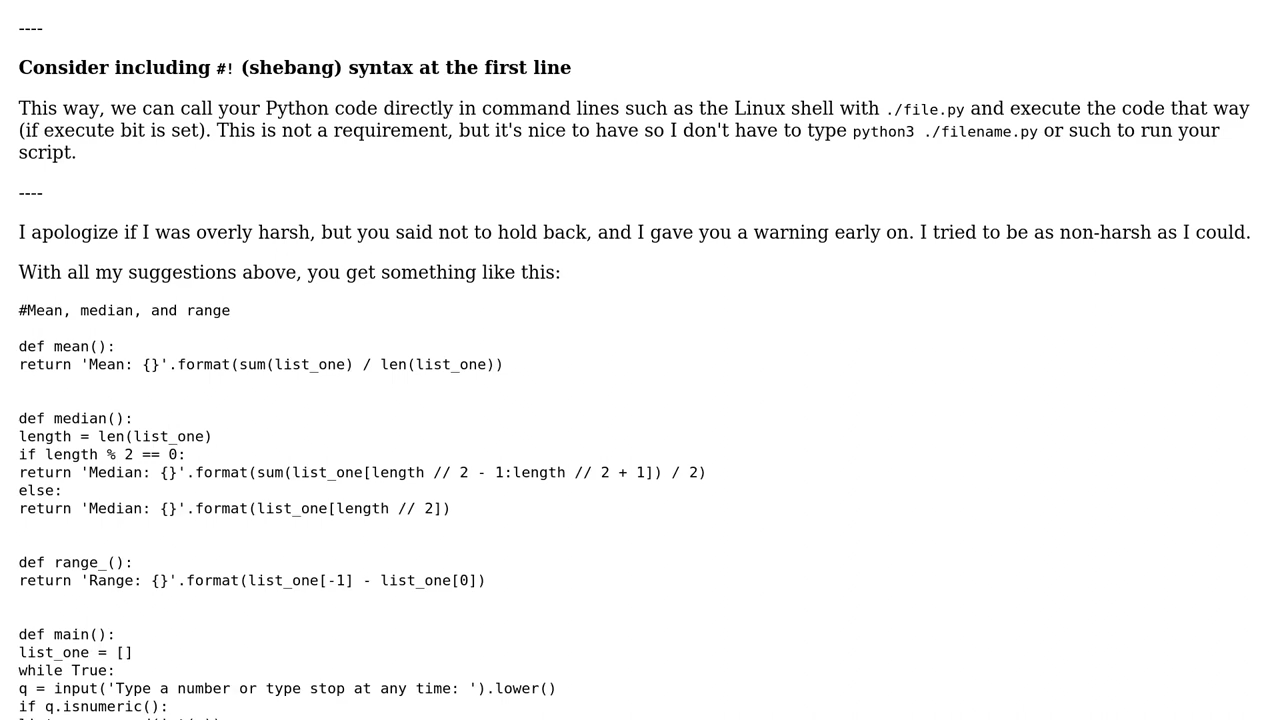 ----
Consider including #! (shebang) syntax at the first line
This way, we can call your Python code directly in command lines such as the Linux shell with ./file.py and execute the code that way
(if execute bit is set). This is not a requirement, but it's nice to have so I don't have to type python3 ./filename.py or such to run your
script.
----
I apologize if I was overly harsh, but you said not to hold back, and I gave you a warning early on. I tried to be as non-harsh as I could.
With all my suggestions above, you get something like this:
#Mean, median, and range
def mean():
return 'Mean: {}'.format(sum(list_one) / len(list_one))
def median():
length = len(list_one)
if length % 2 == 0:
return 'Median: {}'.format(sum(list_one[length // 2 - 1:length // 2 + 1]) / 2)
else:
return 'Median: {}'.format(list_one[length // 2])
def range_():
return 'Range: {}'.format(list_one[-1] - list_one[0])
def main():
list_one = []
while True:
q = input('Type a number or type stop at any time: ').lower()
if q.isnumeric():